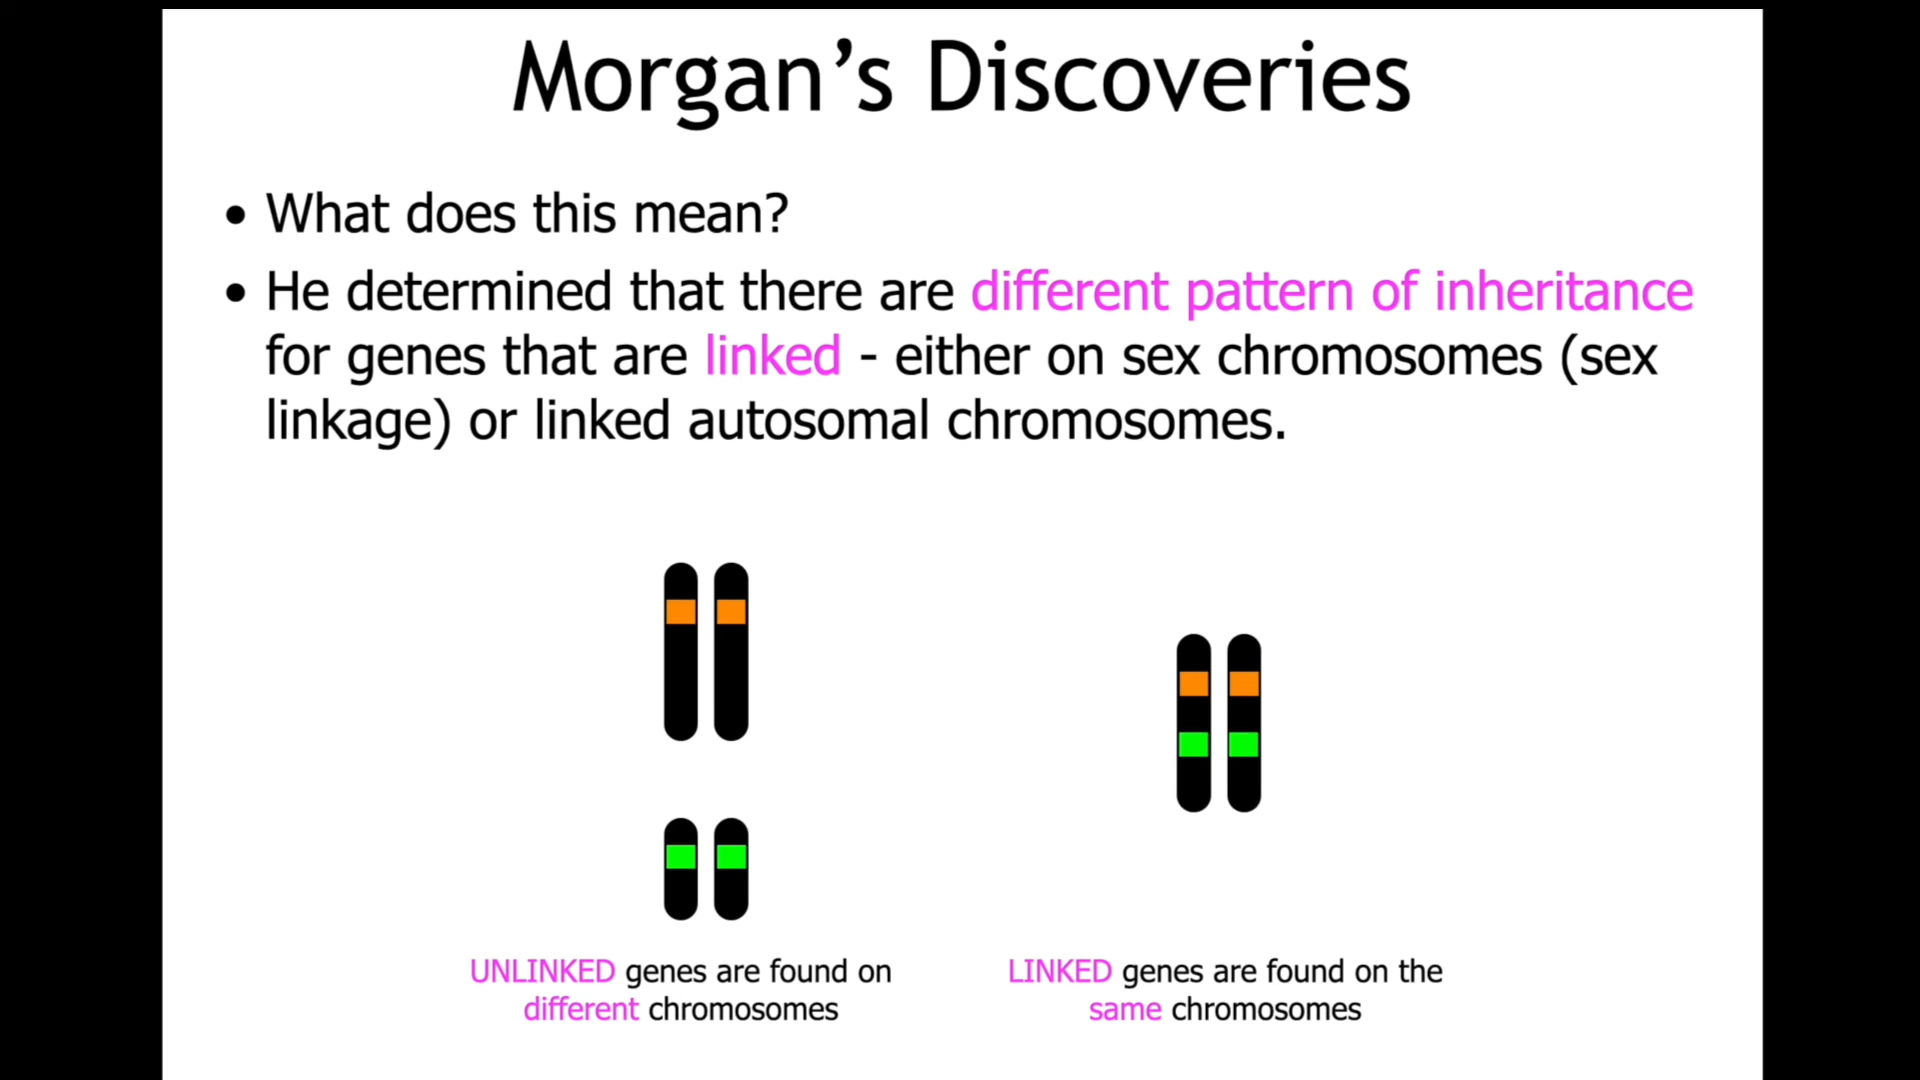 Morgan’s Discoveries
• What does this mean?
• He determined that there are different pattern of inheritance
for genes that are linked - either on sex chromosomes (sex
linkage) or linked autosomal chromosomes.
UNLINKED genes are found on
different chromosomes
LINKED genes are found on the
same chromosomes